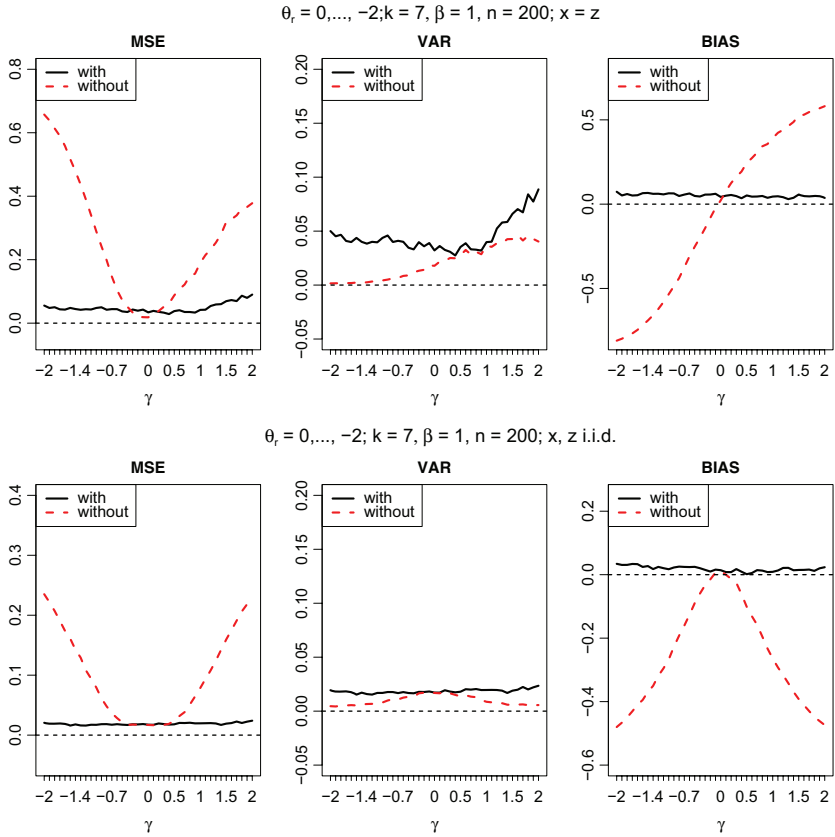 θr = 0,..., −2;k = 7, β = 1, n = 200; x = z
MSE
with
without
0.0 0.2 0.4 0.6 0.8
−2 −1.4 −0.7 0 0.5 1 1.5 2
γ
VAR
with
without
−0.05 0.00 0.05 0.10 0.15 0.20
−2 −1.4 −0.7 0 0.5 1 1.5 2
γ
BIAS
with
without
−0.5 0.0 0.5
−2 −1.4 −0.7 0 0.5 1 1.5 2
γ
θr = 0,..., −2; k = 7, β = 1, n = 200; x, z i.i.d.
MSE
with
without
0.0 0.1 0.2 0.3 0.4
−2 −1.4 −0.7 0 0.5 1 1.5 2
γ
VAR
with
without
−0.05 0.00 0.05 0.10 0.15 0.20
−2 −1.4 −0.7 0 0.5 1 1.5 2
γ
BIAS
with
without
−0.6 −0.4 −0.2 0.0 0.2
−2 −1.4 −0.7 0 0.5 1 1.5 2
γ